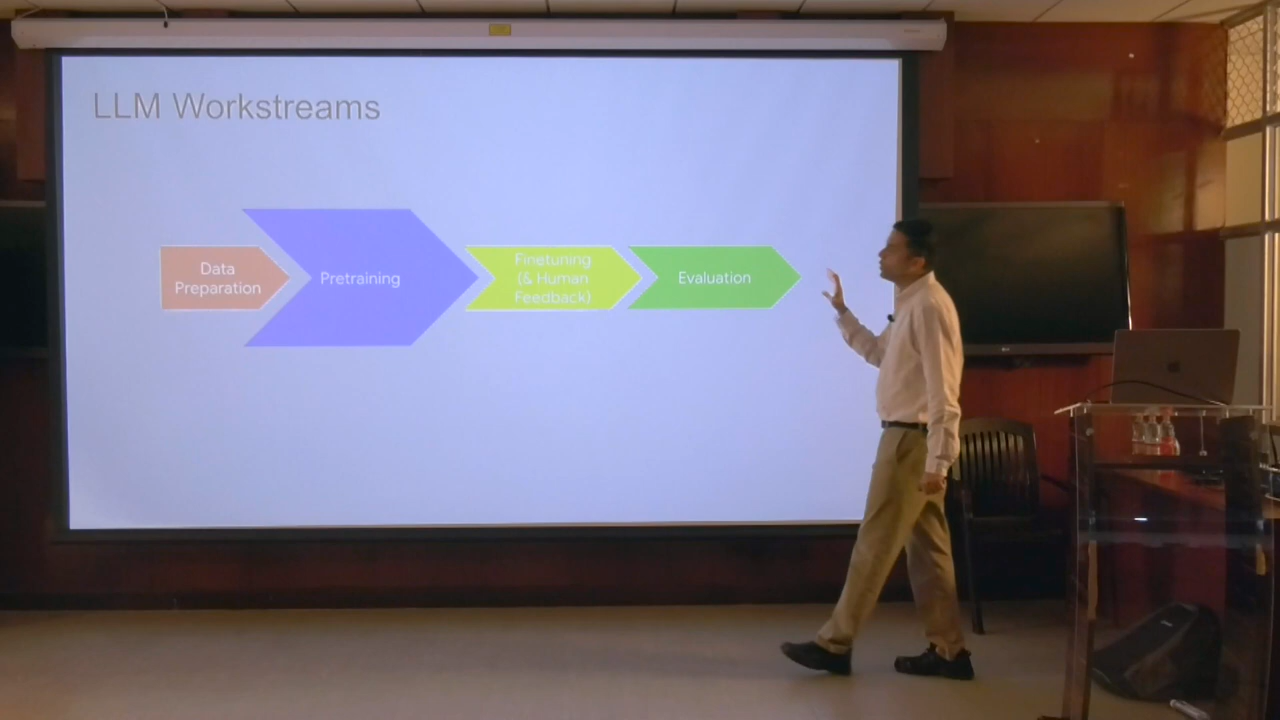 LLM Workstreams
Data
Preparation
Pretraining
Finetuning
(& Human
Feedback)
Evaluation